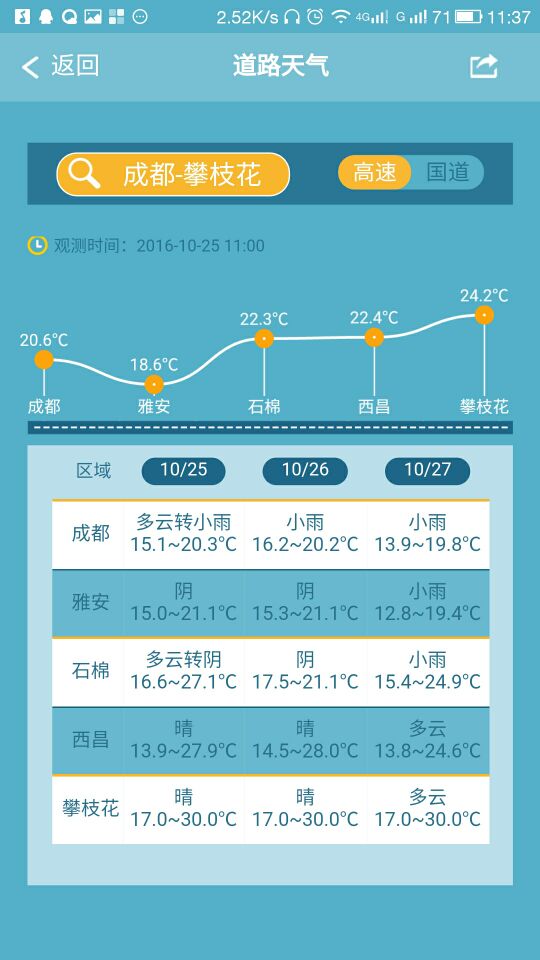 2.52K/s 4G G 71 11:37
返回 道路天气
成都-攀枝花 高速 国道
观测时间：2016-10-25 11:00
24.2℃
22.3℃ 22.4℃
20.6℃
18.6℃
成都 雅安 石棉 西昌 攀枝花
区域 10/25 10/26 10/27
多云转小雨 小雨 小雨
成都
15.1~20.3℃ 16.2~20.2℃ 13.9~19.8℃
阴 阴 小雨
雅安
15.0~21.1℃ 15.3~21.1℃ 12.8~19.4℃
多云转阴 阴 小雨
石棉
16.6~27.1℃ 17.5~21.1℃ 15.4~24.9℃
晴 晴 多云
西昌
13.9~27.9℃ 14.5~28.0℃ 13.8~24.6℃
晴 晴 多云
攀枝花
17.0~30.0℃ 17.0~30.0℃ 17.0~30.0℃